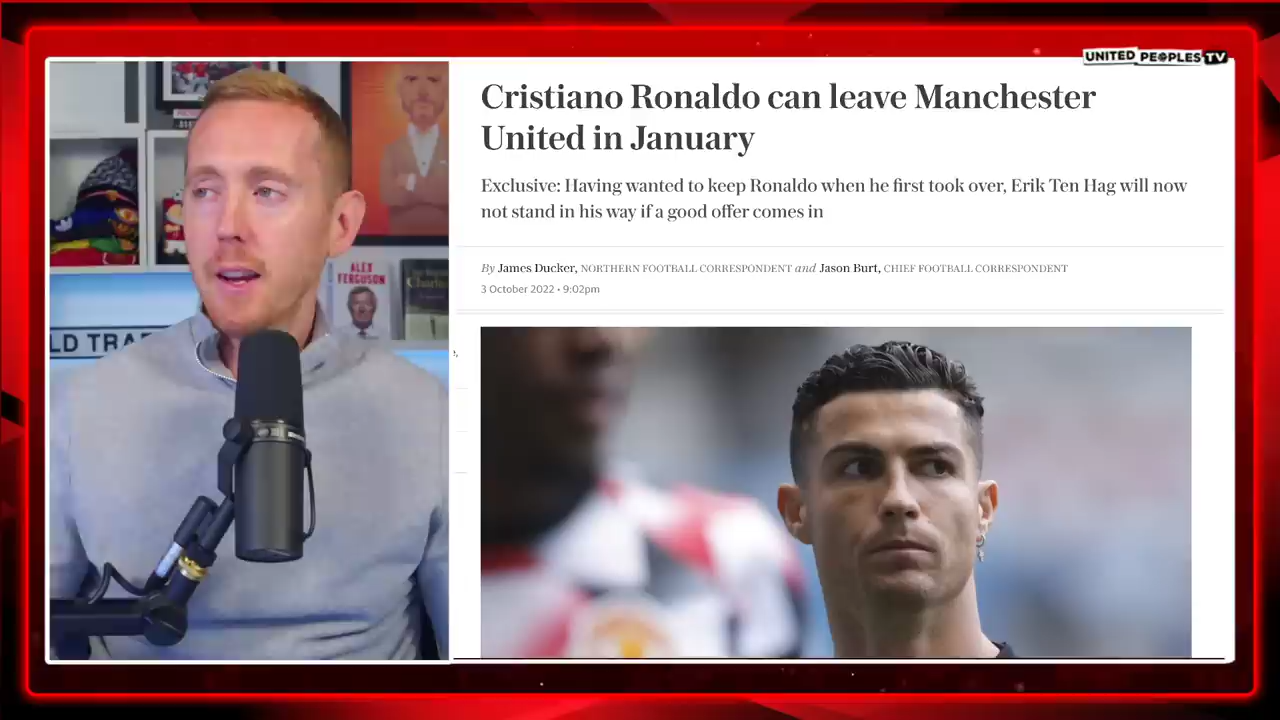 UNITED PEOPLES TV
Cristiano Ronaldo can leave Manchester
United in January
Exclusive: Having wanted to keep Ronaldo when he first took over, Erik Ten Hag will now
not stand in his way if a good offer comes in
By James Ducker, NORTHERN FOOTBALL CORRESPONDENT and Jason Burt, CHIEF FOOTBALL CORRESPONDENT
3 October 2022 • 9:02pm
ALEX
FERGUSON
LD TRAF